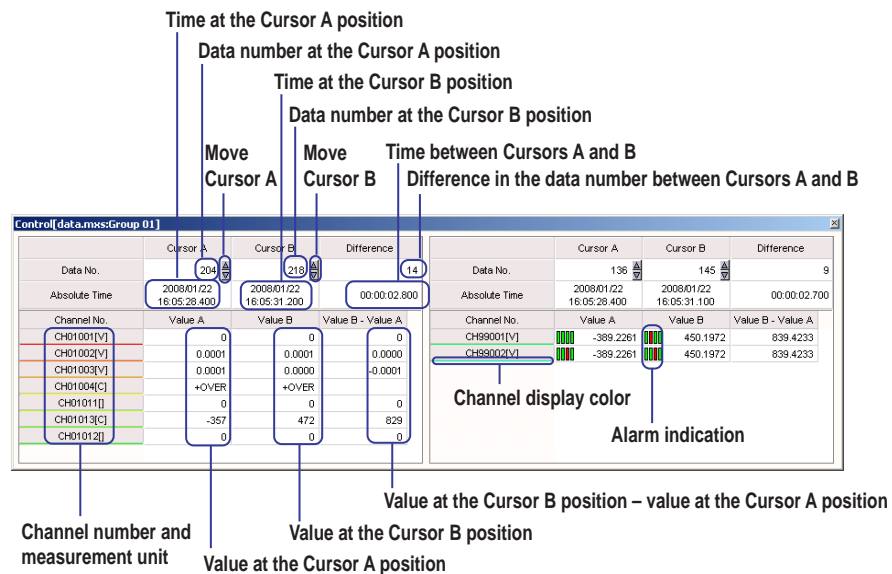 Time at the Cursor A position
Data number at the Cursor A position
Time at the Cursor B position
Data number at the Cursor B position
Move
Cursor A
Move
Cursor B
Time between Cursors A and B
Difference in the data number between Cursors A and B
Control[data.mxs:Group 01]
Cursor A Cursor B Difference
Data No. 204 218 14
Absolute Time 2008/01/22 16:05:28.400 2008/01/22 16:05:31.200 00:00:02.800
Channel No. Value A Value B Value B - Value A
CH01001[V] 0 0 0
CH01002[V] 0.0001 0.0001 0.0000
CH01003[V] 0.0001 0.0000 -0.0001
CH01004[C] +OVER +OVER
CH01011[] 0 0 0
CH01013[C] -357 472 829
CH01012[] 0 0 0
Cursor A Cursor B Difference
Data No. 136 145 9
Absolute Time 2008/01/22 16:05:28.400 2008/01/22 16:05:31.100 00:00:02.700
Channel No. Value A Value B Value B - Value A
CH99001[V] -389.2261 450.1972 839.4233
CH99002[V] -389.2261 450.1972 839.4233
Channel display color
Alarm indication
Value at the Cursor B position – value at the Cursor A position
Channel number and
measurement unit
Value at the Cursor B position
Value at the Cursor A position